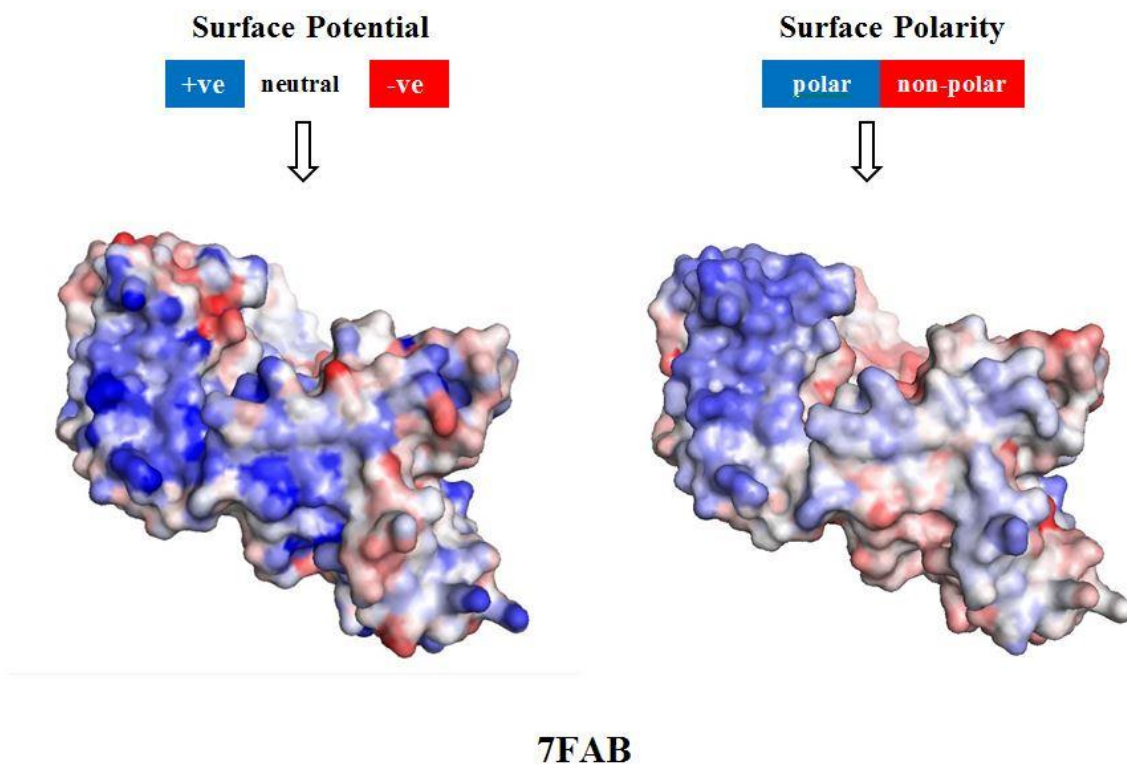 Surface Potential
+ve neutral -ve
Surface Polarity
polar non-polar
7FAB